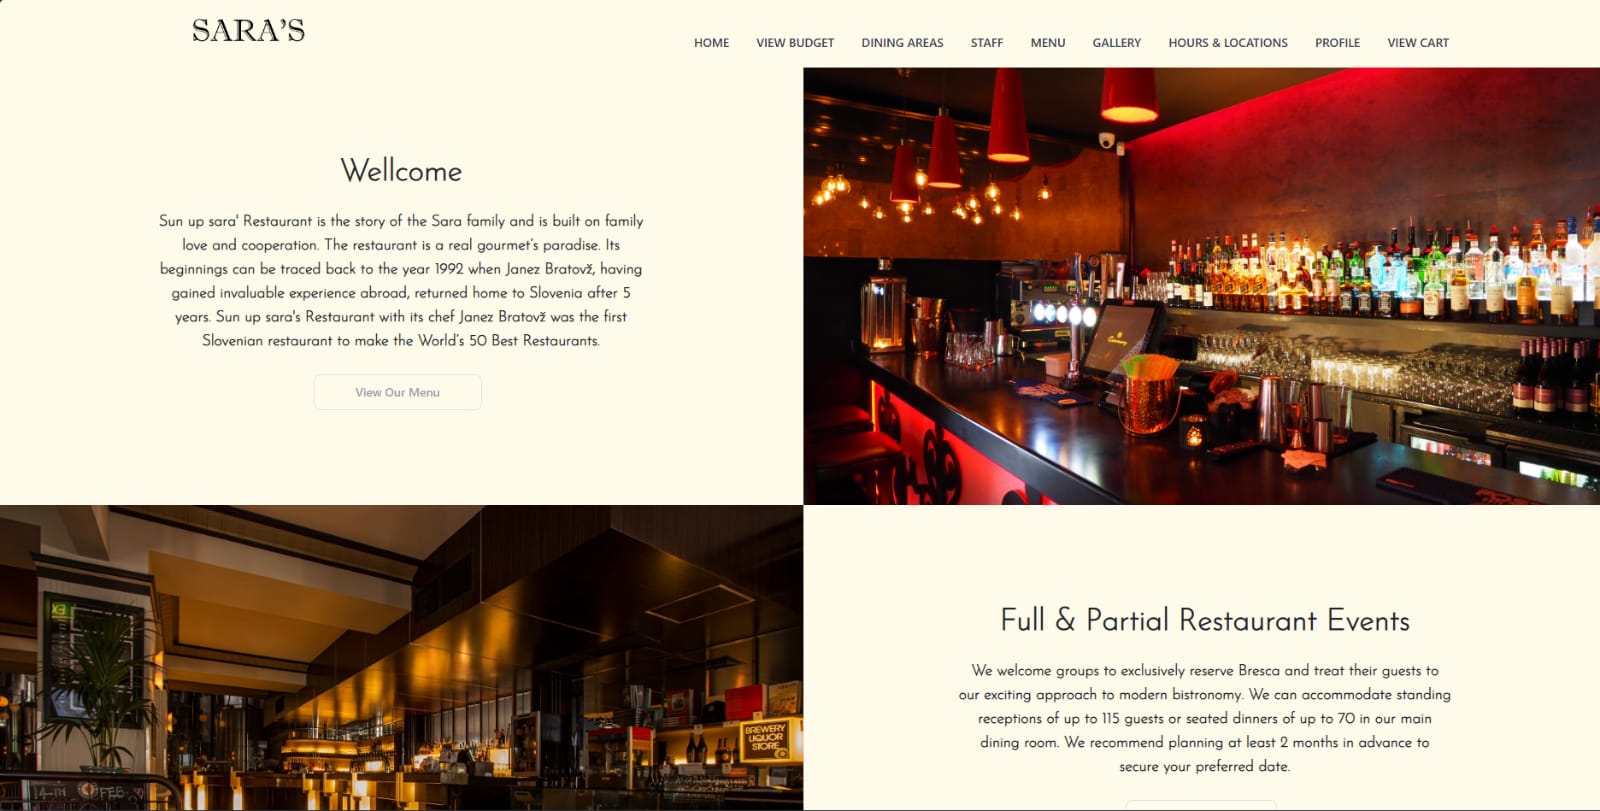 SARA'S
HOME VIEW BUDGET DINING AREAS STAFF MENU GALLERY HOURS & LOCATIONS PROFILE VIEW CART
Wellcome
Sun up sara' Restaurant is the story of the Sara family and is built on family
love and cooperation. The restaurant is a real gourmet's paradise. Its
beginnings can be traced back to the year 1992 when Janez Bratovž, having
gained invaluable experience abroad, returned home to Slovenia after 5
years. Sun up sara's Restaurant with its chef Janez Bratovž was the first
Slovenian restaurant to make the World's 50 Best Restaurants.
View Our Menu
EX
BREWERY
LIQUOR
STORE
14-TH FEB
Full & Partial Restaurant Events
We welcome groups to exclusively reserve Bresca and treat their guests to
our exciting approach to modern bistronomy. We can accommodate standing
receptions of up to 115 guests or seated dinners of up to 70 in our main
dining room. We recommend planning at least 2 months in advance to
secure your preferred date.